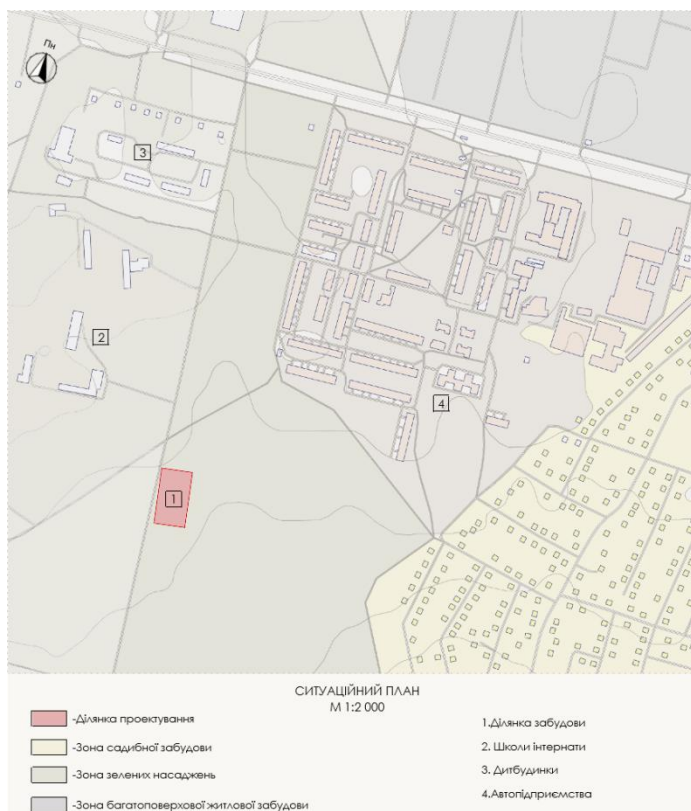 Пн
3
2
4
1
СИТУАЦІЙНИЙ ПЛАН
М 1:2 000
-Ділянка проектування
-Зона садибної забудови
-Зона зелених насаджень
-Зона багатоповерхової житлової забудови
1.Ділянка забудови
2. Школи інтернати
3. Дитбудинки
4.Автопідприємства